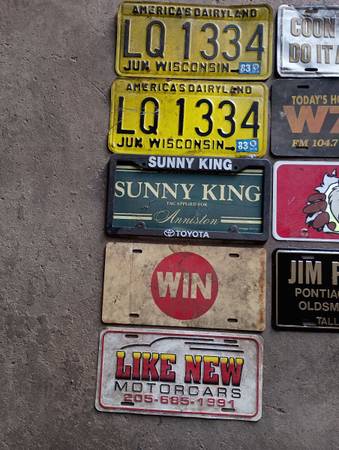 AMERICA'S DAIRYLAND
LQ 1334
JUN WISCONSIN 83
AMERICA'S DAIRYLAND
LQ 1334
JUN WISCONSIN 83
SUNNY KING
SUNNY KING
TAG APPLIED FOR
Anniston
TOYOTA
WIN
LIKE NEW
MOTORCARS
205-685-1991
COON
DO IT
TODAY'S
W
FM 104.7
JIM
PONTIA
OLDSM
TALL